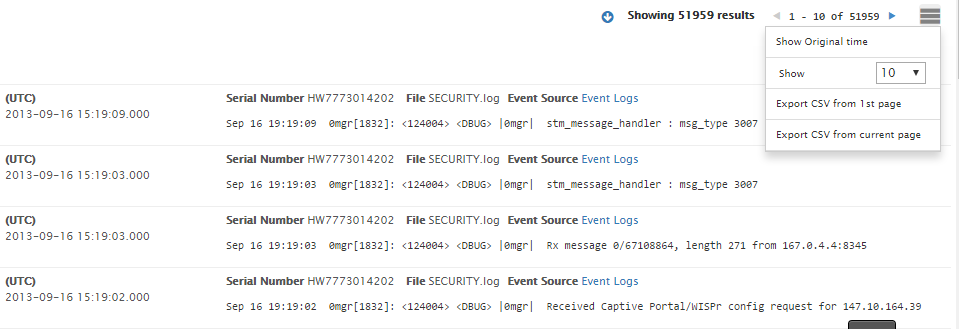 Showing 51959 results 1 - 10 of 51959
Show Original time
Show 10
Export CSV from 1st page
Export CSV from current page
(UTC)
2013-09-16 15:19:09.000
Serial Number HW7773014202 File SECURITY.log Event Source Event Logs
Sep 16 19:19:09 0mgr[1832]: <124004> <DBUG> |0mgr| stm_message_handler : msg_type 3007
(UTC)
2013-09-16 15:19:03.000
Serial Number HW7773014202 File SECURITY.log Event Source Event Logs
Sep 16 19:19:03 0mgr[1832]: <124004> <DBUG> |0mgr| stm_message_handler : msg_type 3007
(UTC)
2013-09-16 15:19:03.000
Serial Number HW7773014202 File SECURITY.log Event Source Event Logs
Sep 16 19:19:03 0mgr[1832]: <124004> <DBUG> |0mgr| Rx message 0/67108864, length 271 from 167.0.4.4:8345
(UTC)
2013-09-16 15:19:02.000
Serial Number HW7773014202 File SECURITY.log Event Source Event Logs
Sep 16 19:19:02 0mgr[1832]: <124004> <DBUG> |0mgr| Received Captive Portal/WISPr config request for 147.10.164.39